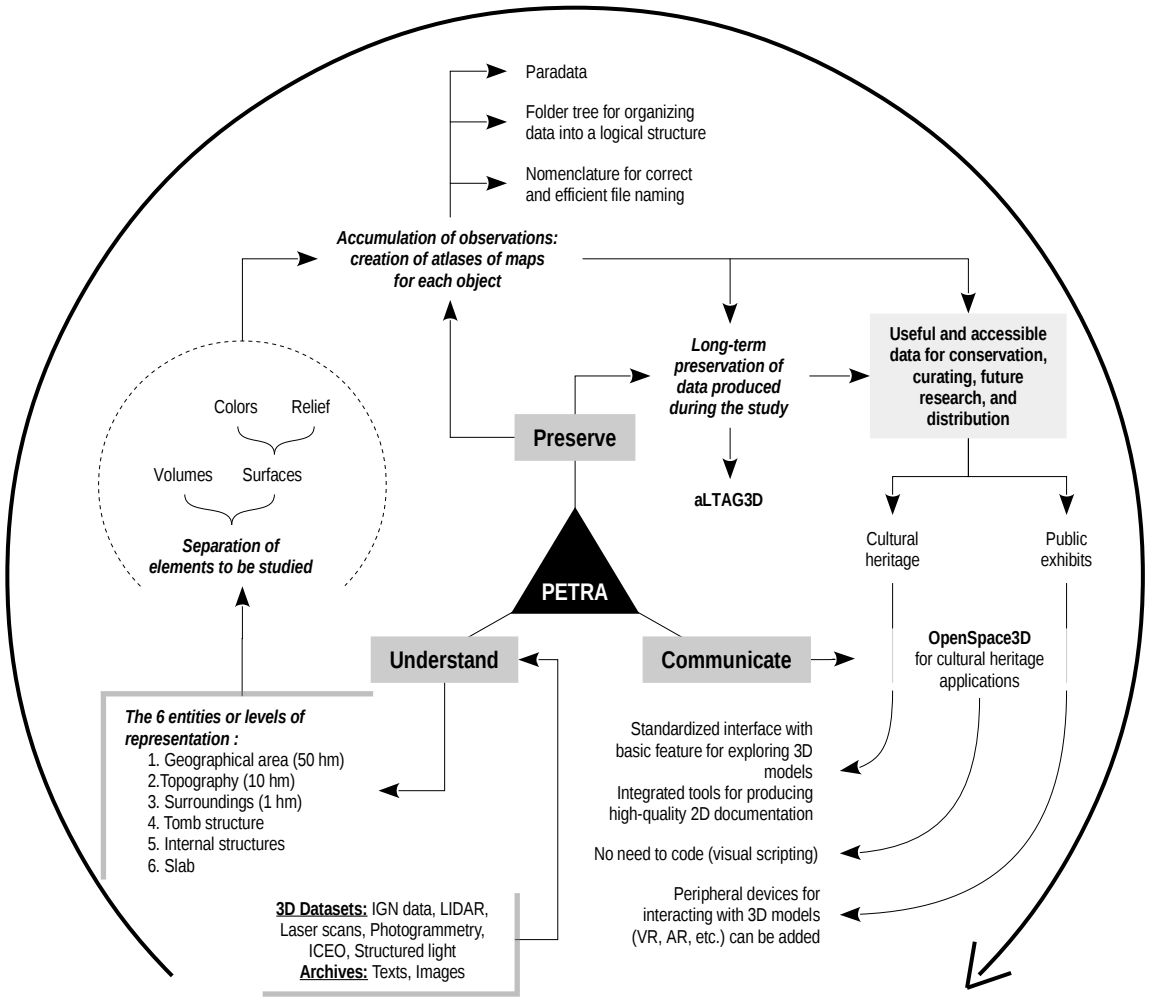 Paradata
Folder tree for organizing
data into a logical structure
Nomenclature for correct
and efficient file naming
Accumulation of observations:
creation of atlases of maps
for each object
Useful and accessible
data for conservation,
curating, future
research, and
distribution
Long-term
preservation of
data produced
during the study
Colors Relief
Preserve
Volumes Surfaces
aLTAG3D
Separation of
elements to be studied
Cultural
heritage
Public
exhibits
PETRA
Understand
Communicate
OpenSpace3D
for cultural heritage
applications
The 6 entities or levels of
representation :
1. Geographical area (50 hm)
2.Topography (10 hm)
3. Surroundings (1 hm)
4. Tomb structure
5. Internal structures
6. Slab
Standardized interface with
basic feature for exploring 3D
models
Integrated tools for producing
high-quality 2D documentation
No need to code (visual scripting)
Peripheral devices for
interacting with 3D models
(VR, AR, etc.) can be added
3D Datasets: IGN data, LIDAR,
Laser scans, Photogrammetry,
ICEO, Structured light
Archives: Texts, Images